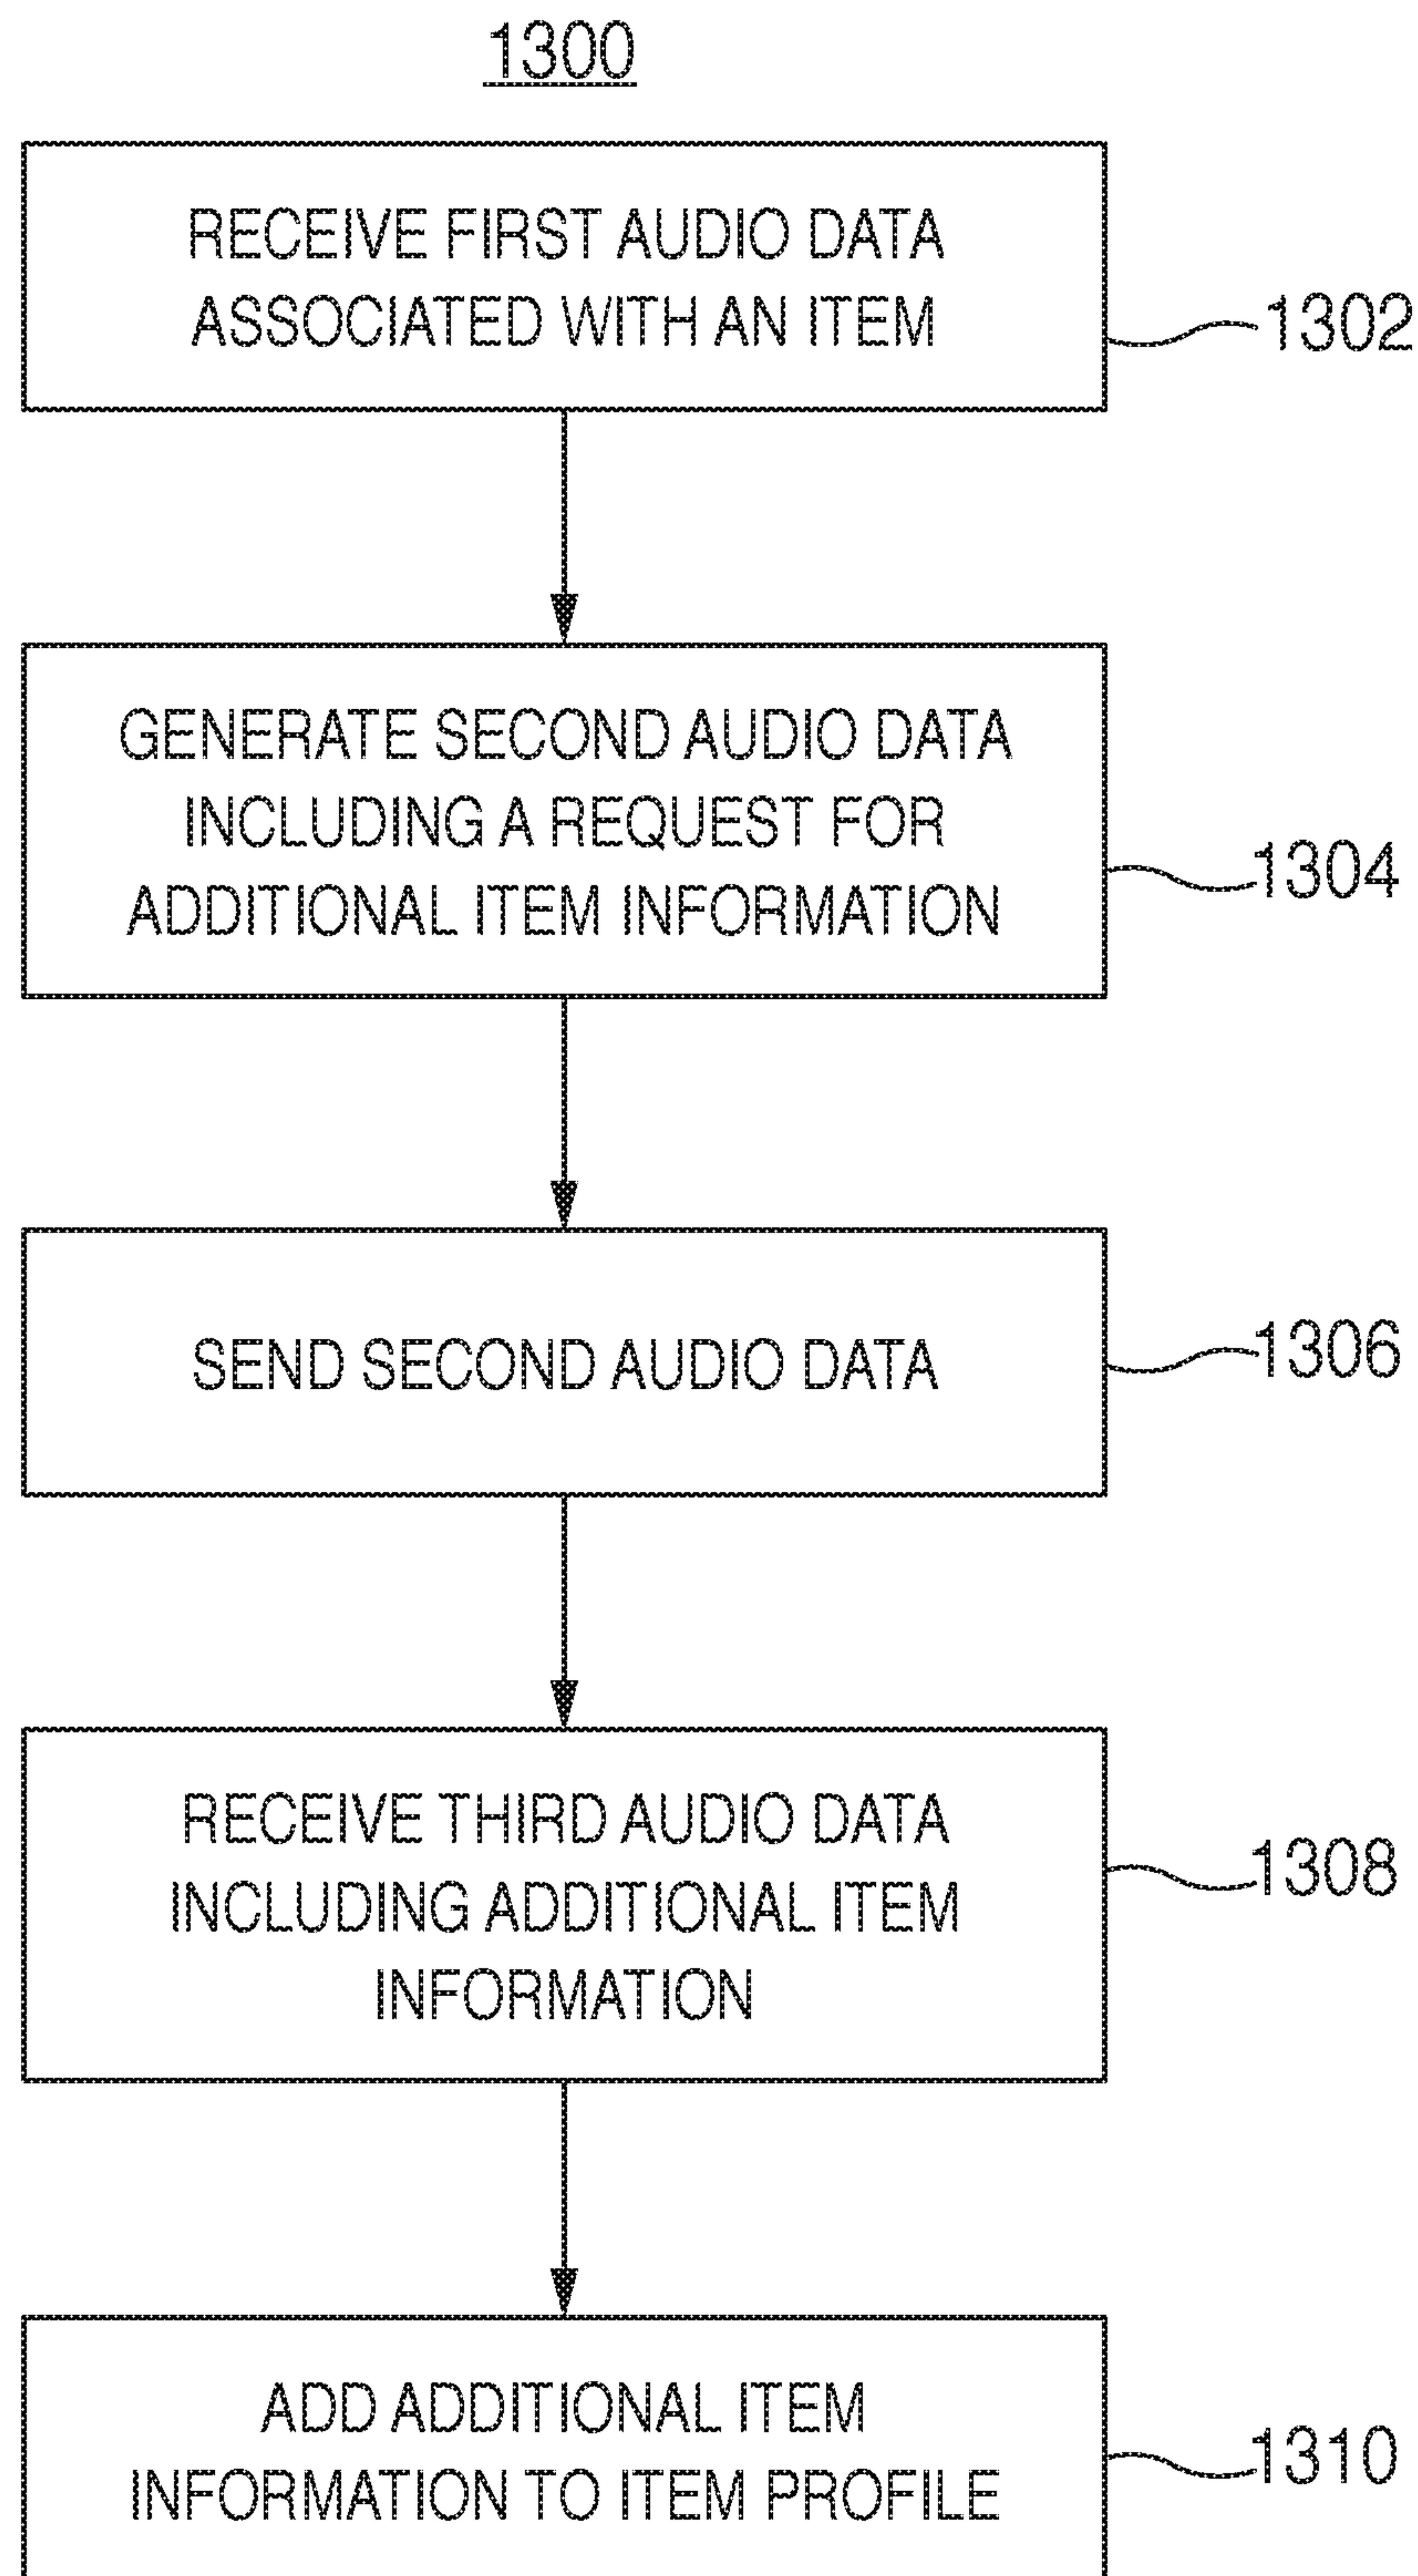 1300
RECEIVE FIRST AUDIO DATA
ASSOCIATED WITH AN ITEM
1302
GENERATE SECOND AUDIO DATA
INCLUDING A REQUEST FOR
ADDITIONAL ITEM INFORMATION
1304
SEND SECOND AUDIO DATA
1306
RECEIVE THIRD AUDIO DATA
INCLUDING ADDITIONAL ITEM
INFORMATION
1308
ADD ADDITIONAL ITEM
INFORMATION TO ITEM PROFILE
1310